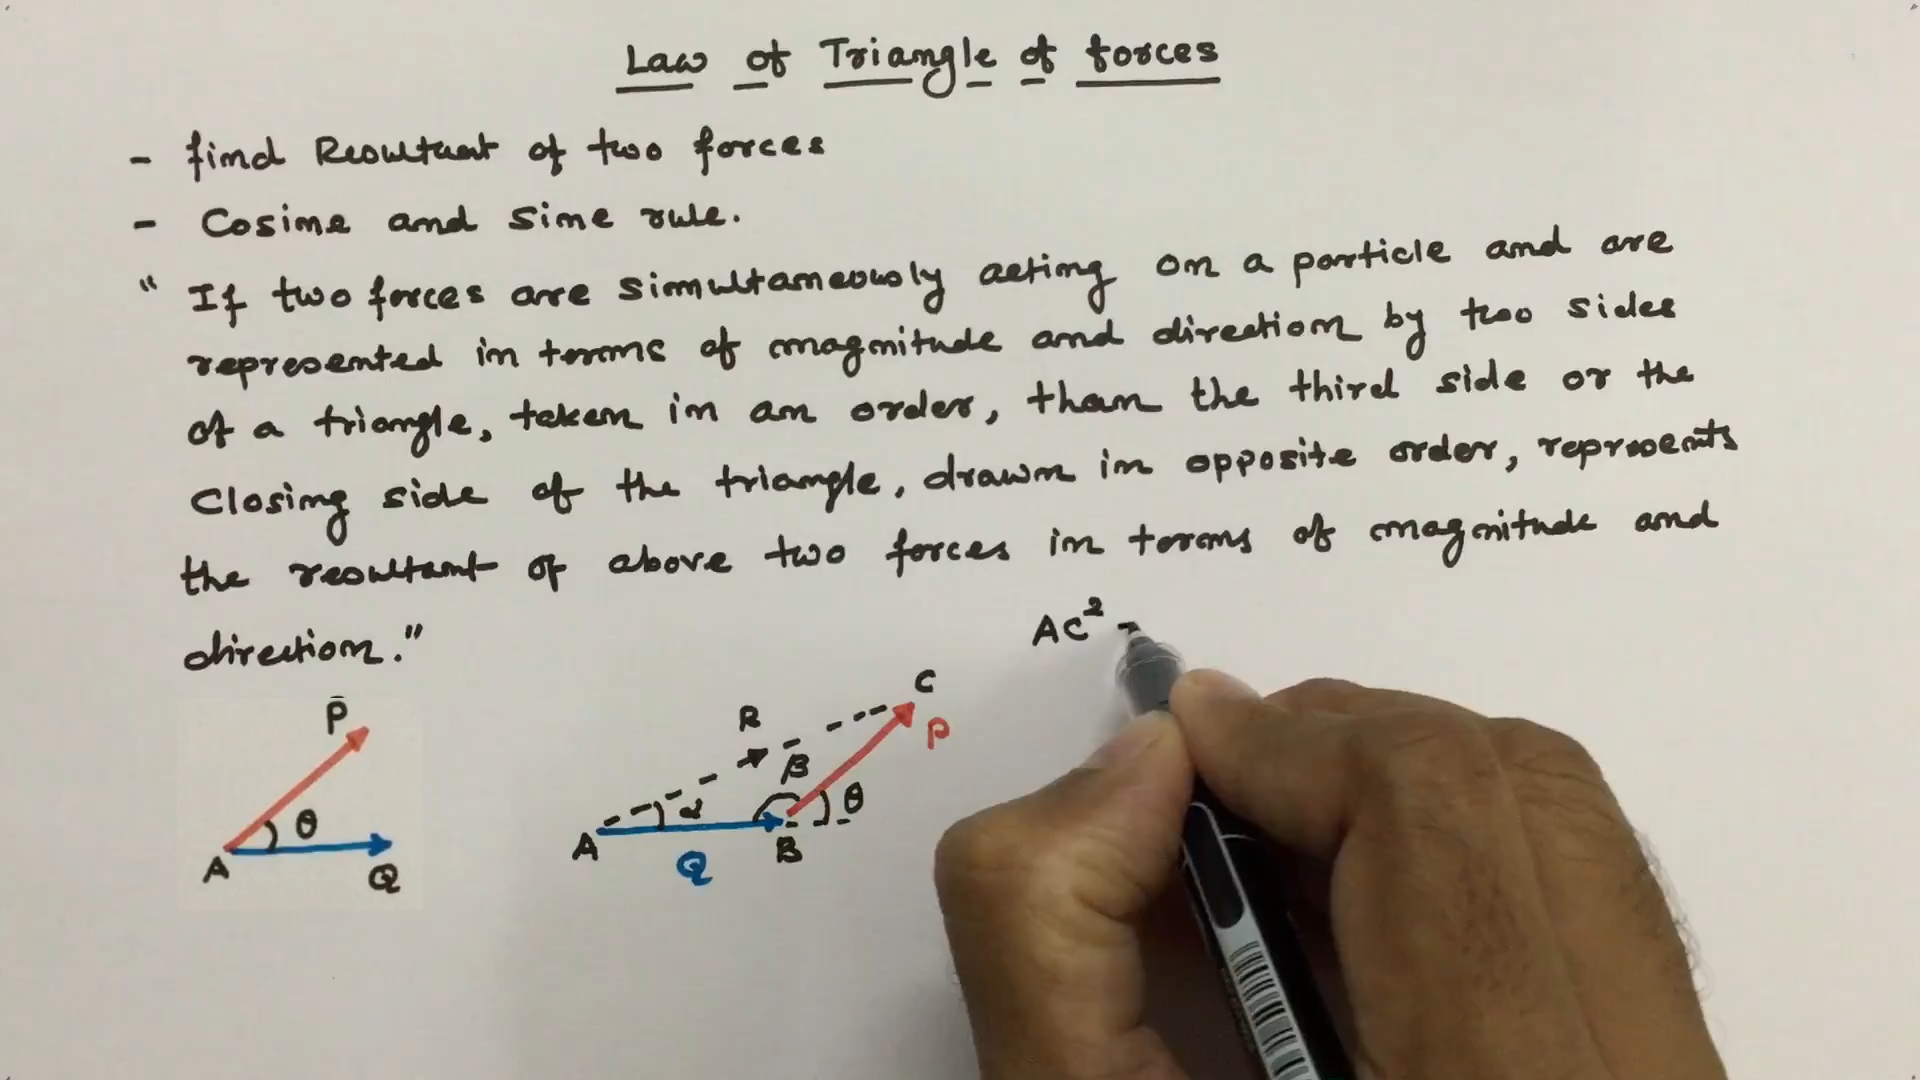 Law of Triangle of forces
- find Resultant of two forces
- Cosine and Sine rule.
" If two forces are simultaneously acting on a particle and are
represented in terms of magnitude and direction by two sides
of a triangle, taken in an order, than the third side or the
Closing side of the triangle, drawn in opposite order, represents
the resultant of above two forces in terms of magnitude and
direction."
AC² -
P
θ
A
Q
C
R
P
β
α
θ
A
B
Q